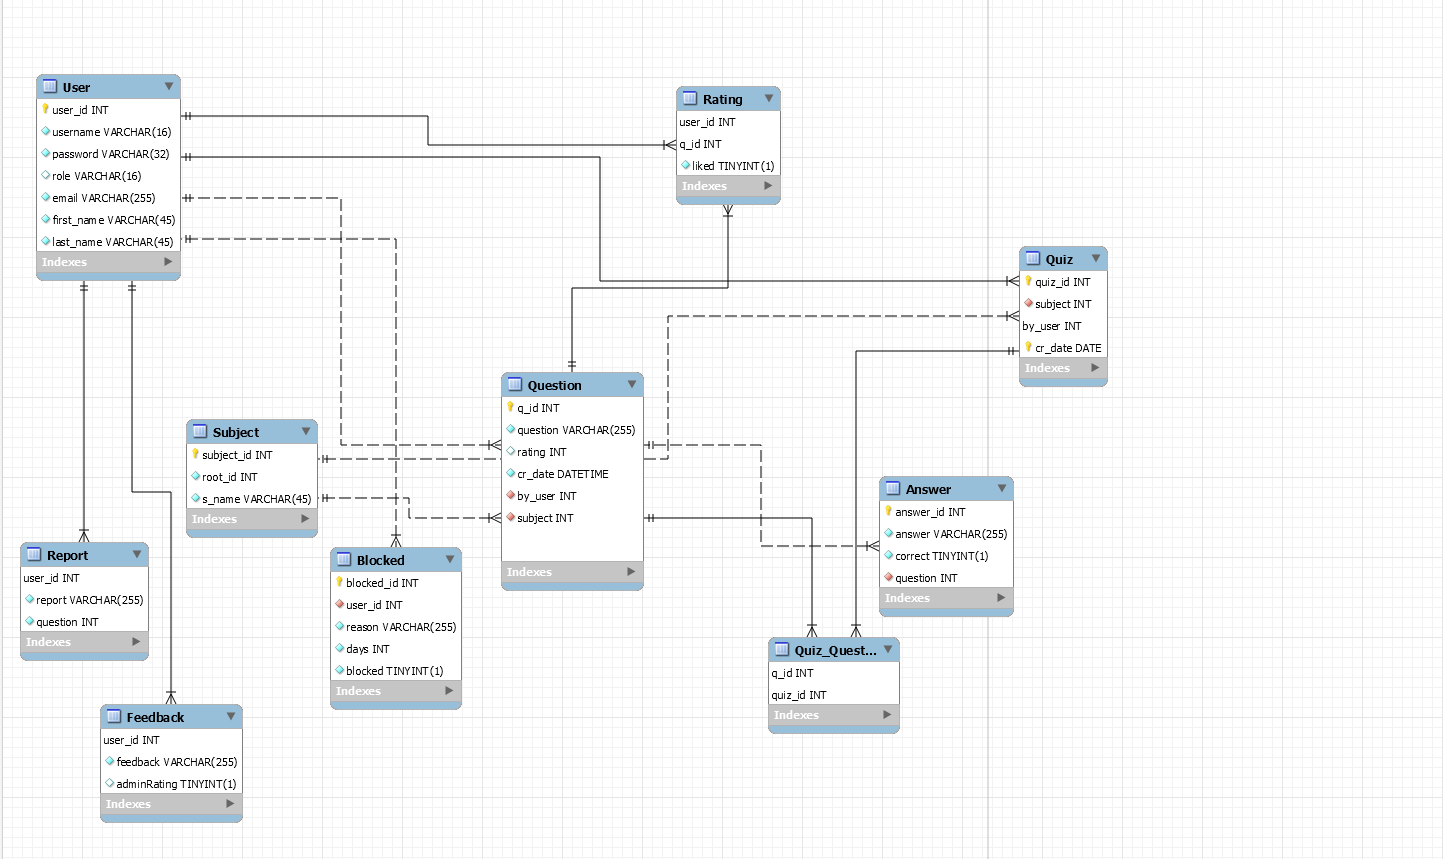 User
user_id INT
username VARCHAR(16)
password VARCHAR(32)
role VARCHAR(16)
email VARCHAR(255)
first_name VARCHAR(45)
last_name VARCHAR(45)
Indexes
Rating
user_id INT
q_id INT
liked TINYINT(1)
Indexes
Quiz
quiz_id INT
subject INT
by_user INT
cr_date DATE
Indexes
Question
q_id INT
question VARCHAR(255)
rating INT
cr_date DATETIME
by_user INT
subject INT
Indexes
Subject
subject_id INT
root_id INT
s_name VARCHAR(45)
Indexes
Answer
answer_id INT
answer VARCHAR(255)
correct TINYINT(1)
question INT
Indexes
Report
user_id INT
report VARCHAR(255)
question INT
Indexes
Blocked
blocked_id INT
user_id INT
reason VARCHAR(255)
days INT
blocked TINYINT(1)
Indexes
Quiz_Quest...
q_id INT
quiz_id INT
Indexes
Feedback
user_id INT
feedback VARCHAR(255)
adminRating TINYINT(1)
Indexes